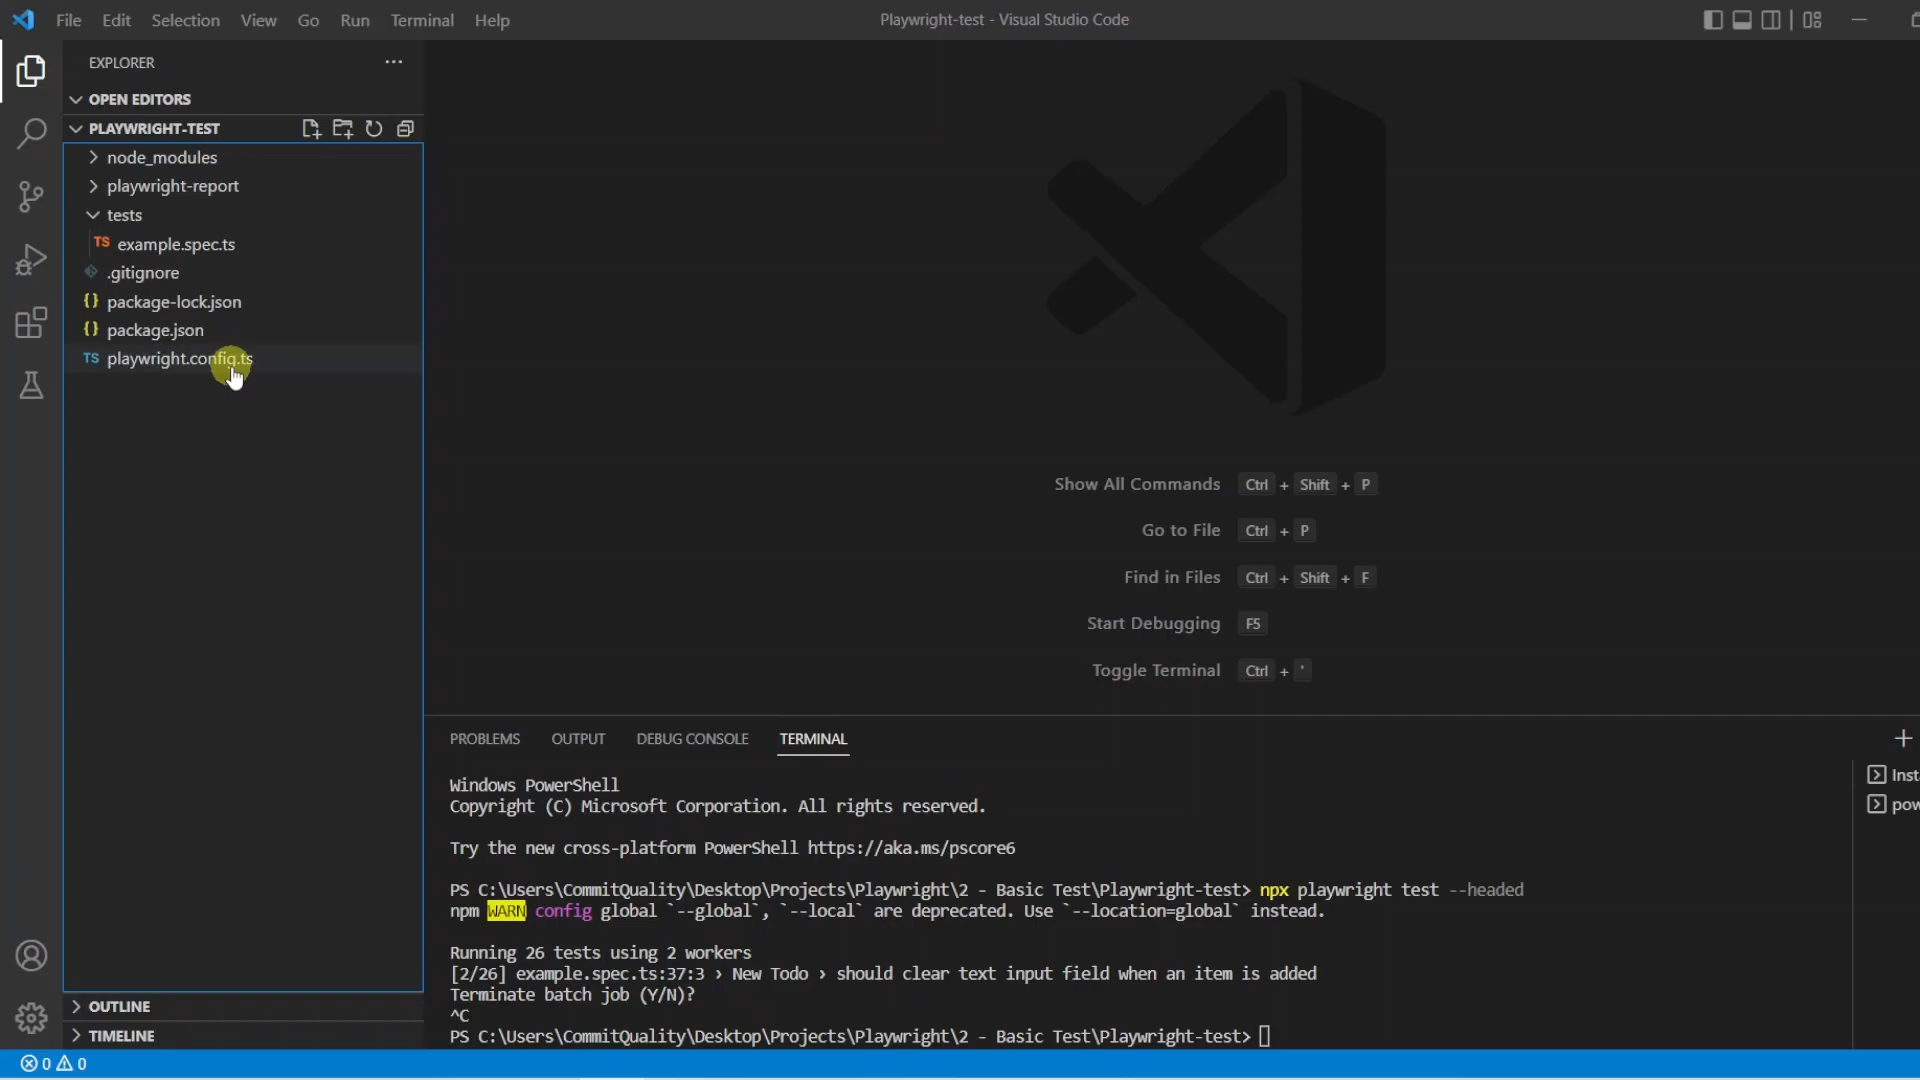 File Edit Selection View Go Run Terminal Help
Playwright-test - Visual Studio Code
EXPLORER
OPEN EDITORS
PLAYWRIGHT-TEST
node_modules
playwright-report
tests
TS example.spec.ts
.gitignore
{} package-lock.json
{} package.json
TS playwright.config.ts
OUTLINE
TIMELINE
Show All Commands Ctrl + Shift + P
Go to File Ctrl + P
Find in Files Ctrl + Shift + F
Start Debugging F5
Toggle Terminal Ctrl + '
PROBLEMS OUTPUT DEBUG CONSOLE TERMINAL
Windows PowerShell
Copyright (C) Microsoft Corporation. All rights reserved.
Try the new cross-platform PowerShell https://aka.ms/pscore6
PS C:\Users\CommitQuality\Desktop\Projects\Playwright\2 - Basic Test\Playwright-test> npx playwright test --headed
npm WARN config global `--global`, `--local` are deprecated. Use `--location=global` instead.
Running 26 tests using 2 workers
[2/26] example.spec.ts:37:3 › New Todo › should clear text input field when an item is added
Terminate batch job (Y/N)?
^C
PS C:\Users\CommitQuality\Desktop\Projects\Playwright\2 - Basic Test\Playwright-test>
Inst
pow
0 0